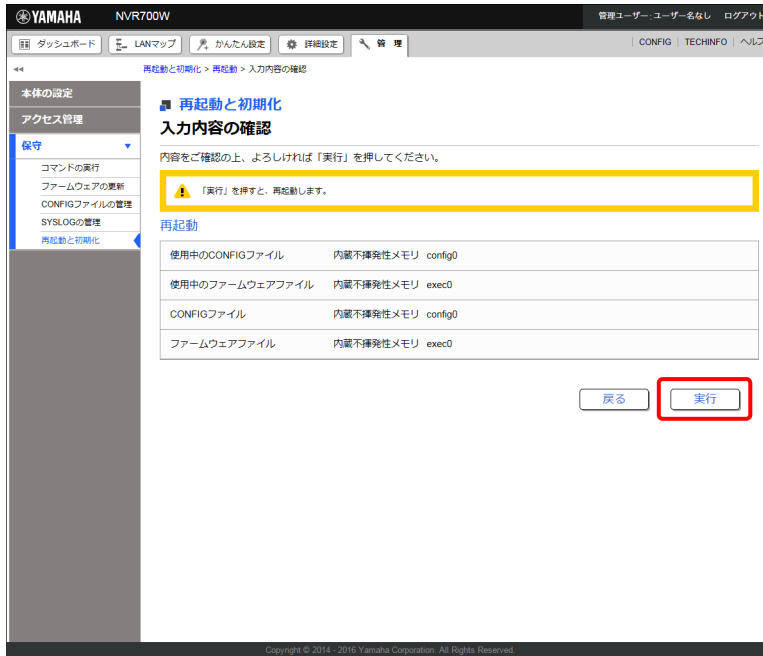 YAMAHA NVR700W 管理ユーザー: ユーザー名なし ログアウト
ダッシュボード LANマップ かんたん設定 詳細設定 管 理 CONFIG | TECHINFO | ヘルプ
◂◂ 再起動と初期化 > 再起動 > 入力内容の確認
本体の設定
アクセス管理
保守 ▼
コマンドの実行
ファームウェアの更新
CONFIGファイルの管理
SYSLOGの管理
再起動と初期化
再起動と初期化
入力内容の確認
内容をご確認の上、よろしければ「実行」を押してください。
「実行」を押すと、再起動します。
再起動
使用中のCONFIGファイル 内蔵不揮発性メモリ config0
使用中のファームウェアファイル 内蔵不揮発性メモリ exec0
CONFIGファイル 内蔵不揮発性メモリ config0
ファームウェアファイル 内蔵不揮発性メモリ exec0
戻る 実行
Copyright © 2014 - 2016 Yamaha Corporation. All Rights Reserved.